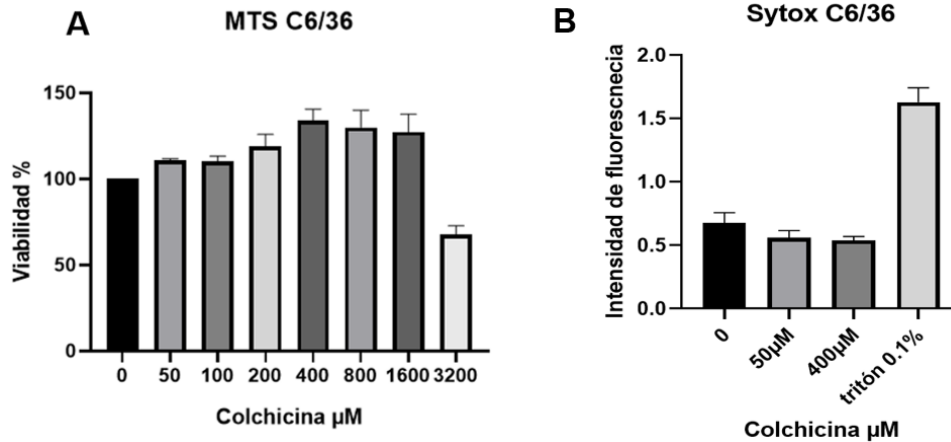 A
MTS C6/36
Viabilidad %
150
100
50
0
0 50 100 200 400 800 1600 3200
Colchicina µM
B
Sytox C6/36
Intensidad de fluorescnecia
2.0
1.5
1.0
0.5
0.0
0 50µM 400µM tritón 0.1%
Colchicina µM